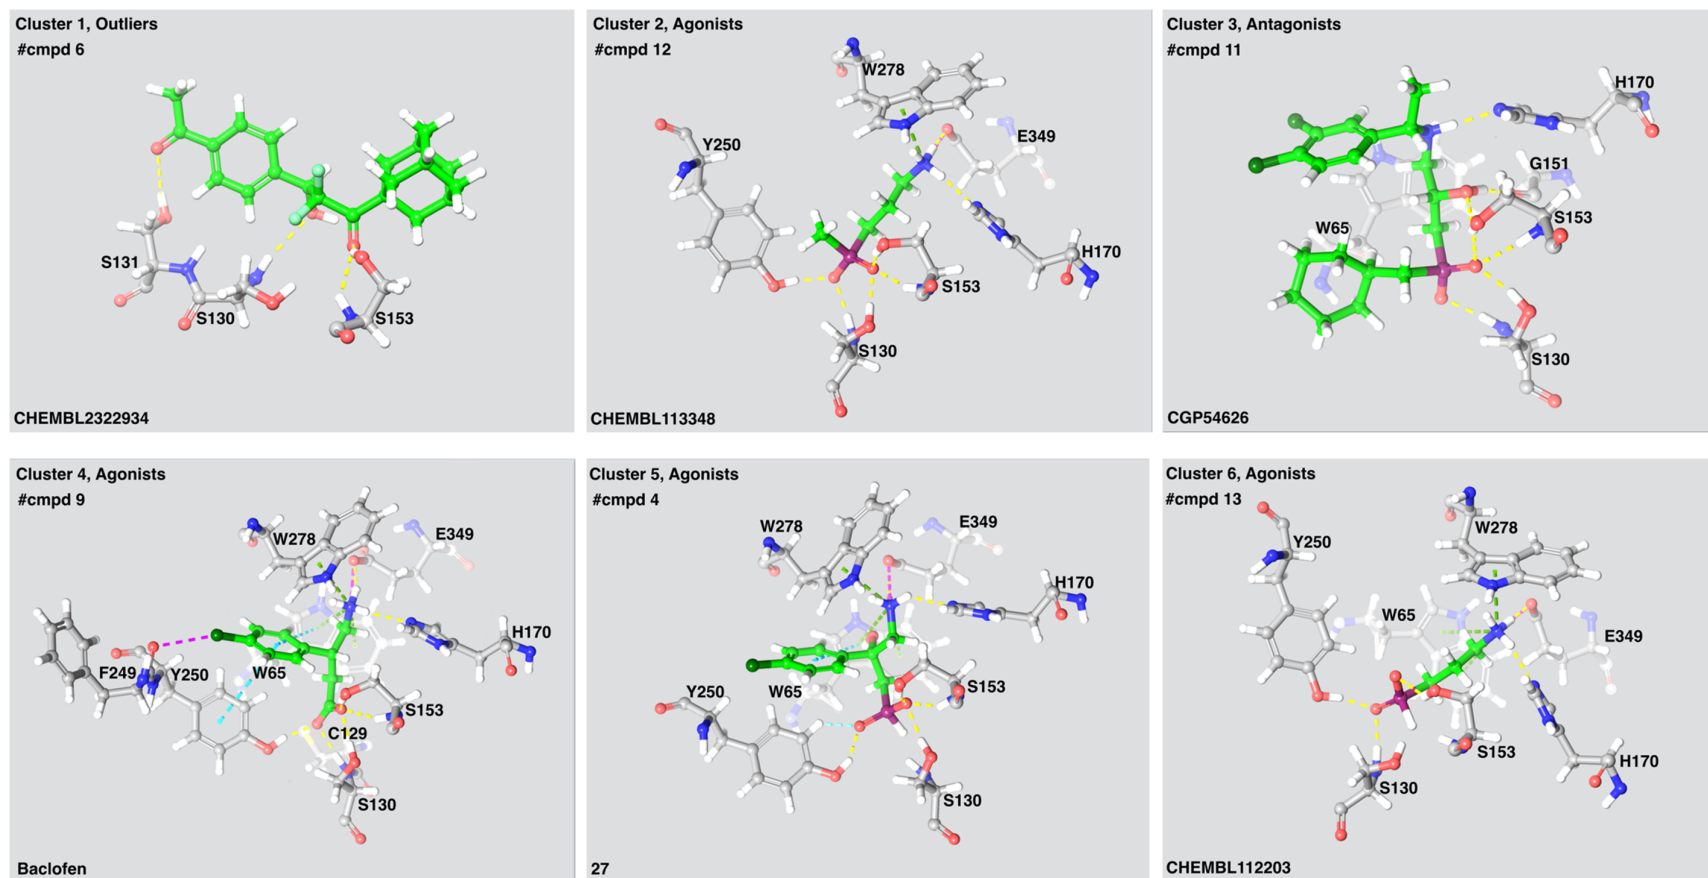 Cluster 1, Outliers
#cmpd 6
S131
S130
S153
CHEMBL2322934
Cluster 2, Agonists
#cmpd 12
W278
Y250
E349
H170
S153
S130
CHEMBL113348
Cluster 3, Antagonists
#cmpd 11
H170
G151
S153
W65
S130
CGP54626
Cluster 4, Agonists
#cmpd 9
W278
E349
H170
F249
Y250
W65
S153
C129
S130
Baclofen
Cluster 5, Agonists
#cmpd 4
W278
E349
H170
Y250
W65
S153
S130
27
Cluster 6, Agonists
#cmpd 13
W278
Y250
W65
E349
S153
H170
S130
CHEMBL112203